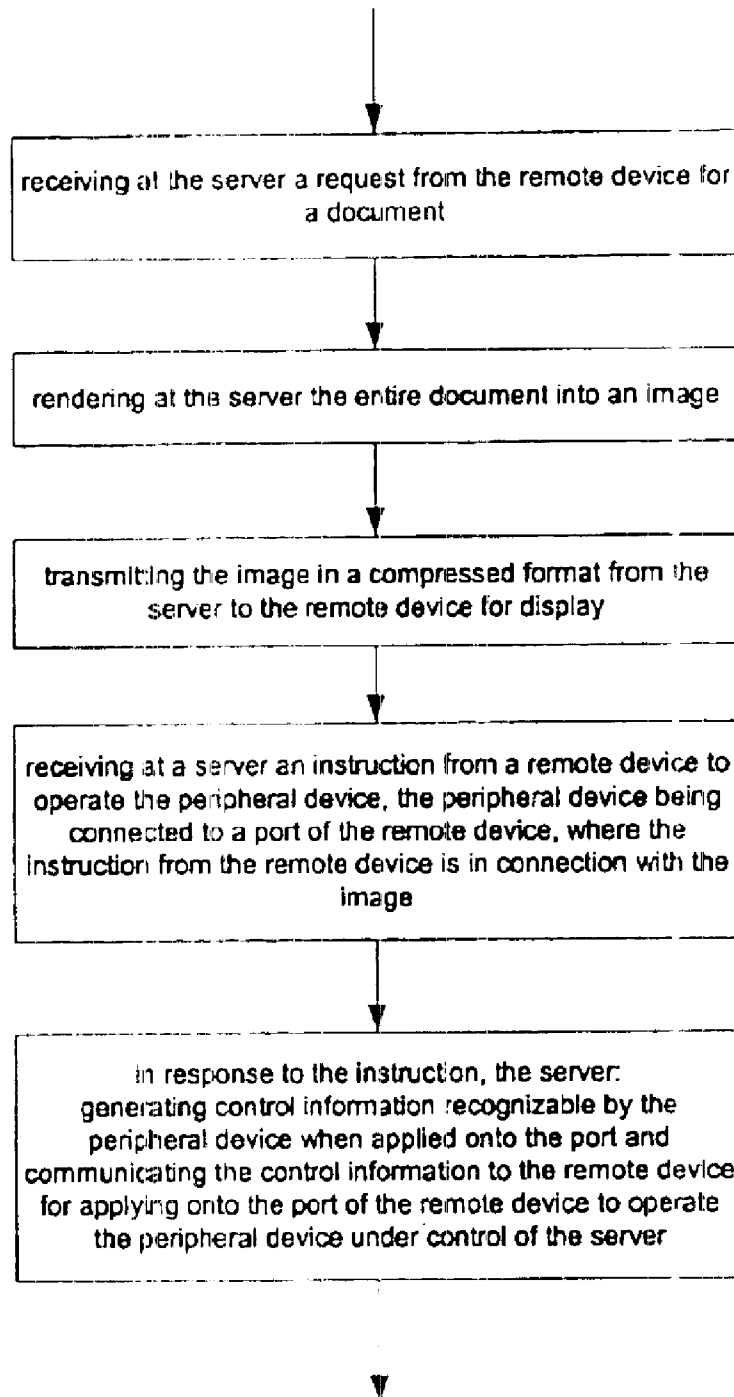 receiving at the server a request from the remote device for
a document
rendering at the server the entire document into an image
transmitting the image in a compressed format from the
server to the remote device for display
receiving at a server an instruction from a remote device to
operate the peripheral device, the peripheral device being
connected to a port of the remote device, where the
instruction from the remote device is in connection with the
image
in response to the instruction, the server:
generating control information recognizable by the
peripheral device when applied onto the port and
communicating the control information to the remote device
for applying onto the port of the remote device to operate
the peripheral device under control of the server